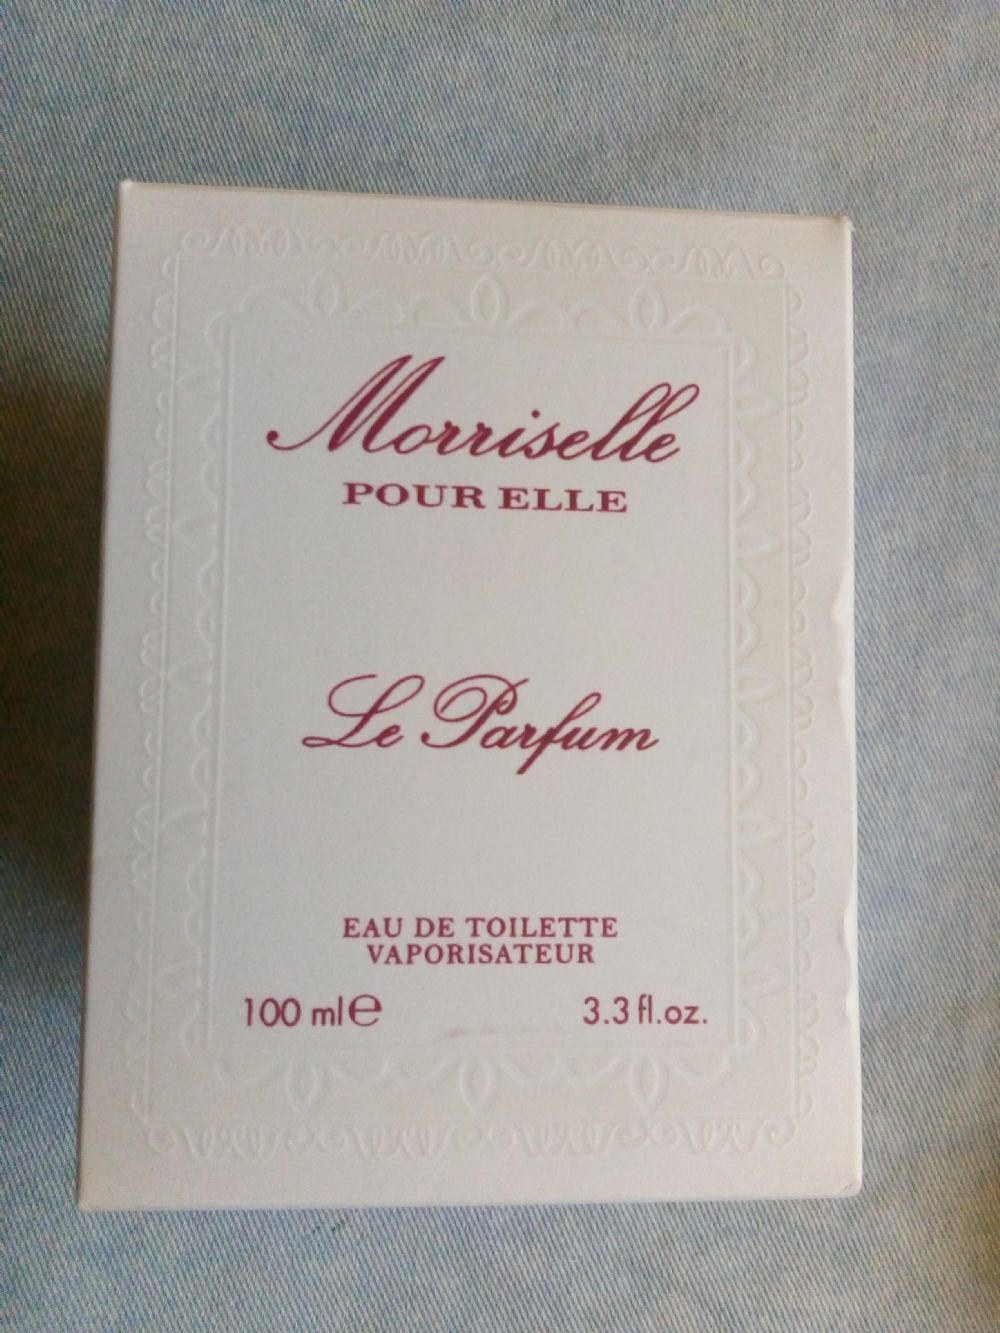 Morriselle
POUR ELLE
Le Parfum
EAU DE TOILETTE
VAPORISATEUR
100 ml℮ 3.3 fl.oz.